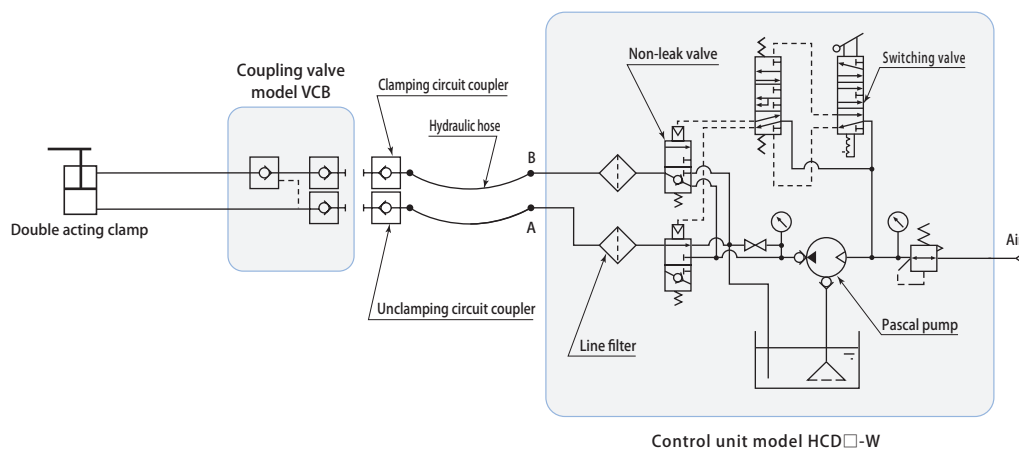 Coupling valve
model VCB
Clamping circuit coupler
Hydraulic hose
Non-leak valve
Switching valve
B
A
Double acting clamp
Unclamping circuit coupler
Line filter
Pascal pump
Air
Control unit model HCD□-W